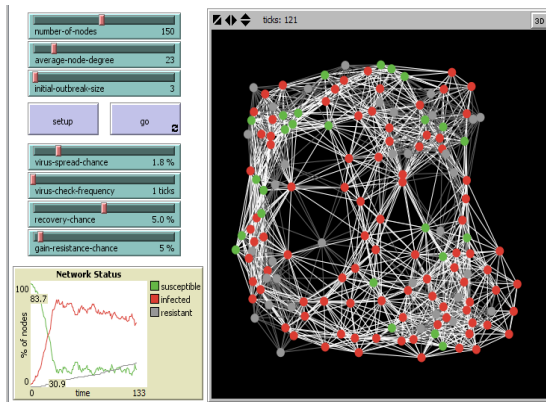 number-of-nodes 150
average-node-degree 23
initial-outbreak-size 3
setup
go
virus-spread-chance 1.8 %
virus-check-frequency 1 ticks
recovery-chance 5.0 %
gain-resistance-chance 5 %
Network Status
100
83.7
% of nodes
0
30.9
time
133
susceptible
infected
resistant
ticks: 121
3D